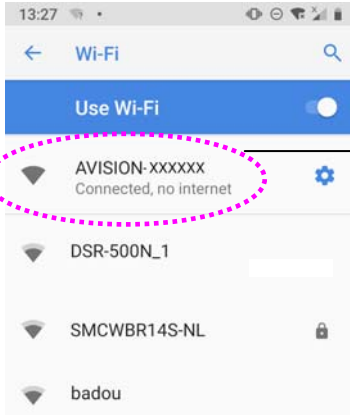 13:27
Wi-Fi
Use Wi-Fi
AVISION-XXXXXX
Connected, no internet
DSR-500N_1
SMCWBR14S-NL
badou